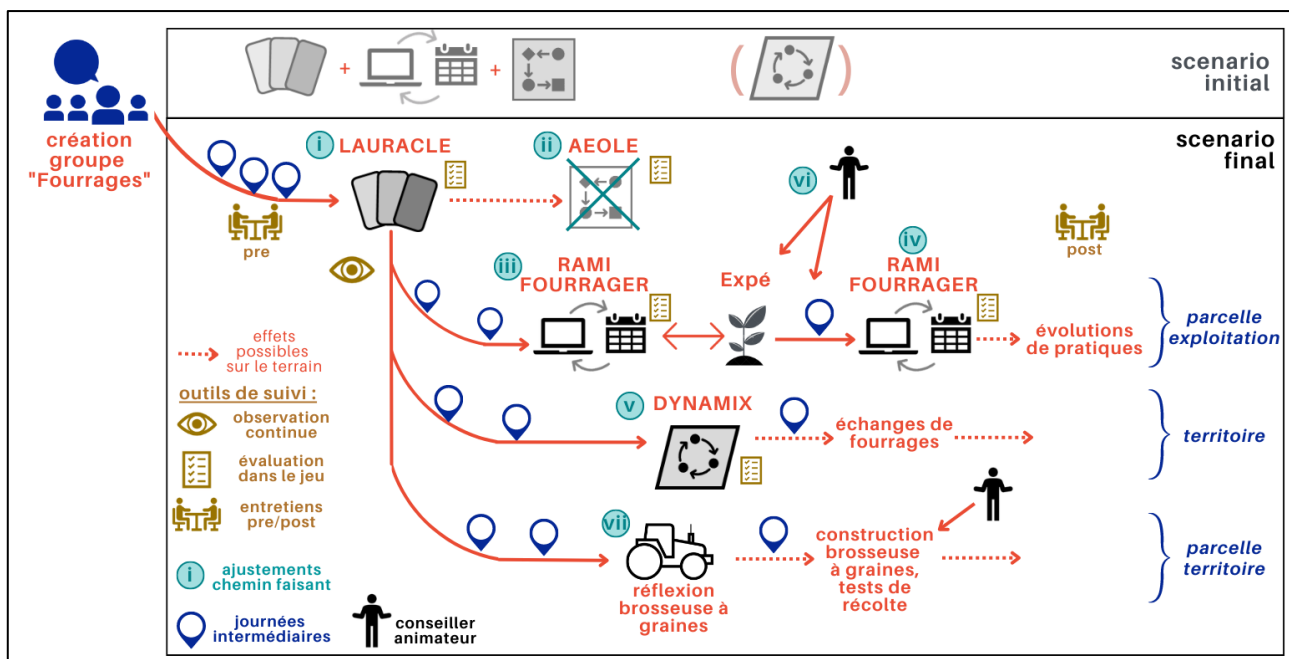 scenario
initial
+
+
(
)
création
groupe
"Fourrages"
scenario
final
i
LAURACLE
ii
AEOLE
vi
pre
post
iii
RAMI
FOURRAGER
Expé
iv
RAMI
FOURRAGER
évolutions
de pratiques
parcelle
exploitation
effets
possibles
sur le terrain
outils de suivi :
observation
continue
évaluation
dans le jeu
entretiens
pre/post
i
ajustements
chemin faisant
journées
intermédiaires
conseiller
animateur
v
DYNAMIX
échanges de
fourrages
territoire
vii
réflexion
brosseuse à
graines
construction
brosseuse
à graines,
tests de
récolte
parcelle
territoire